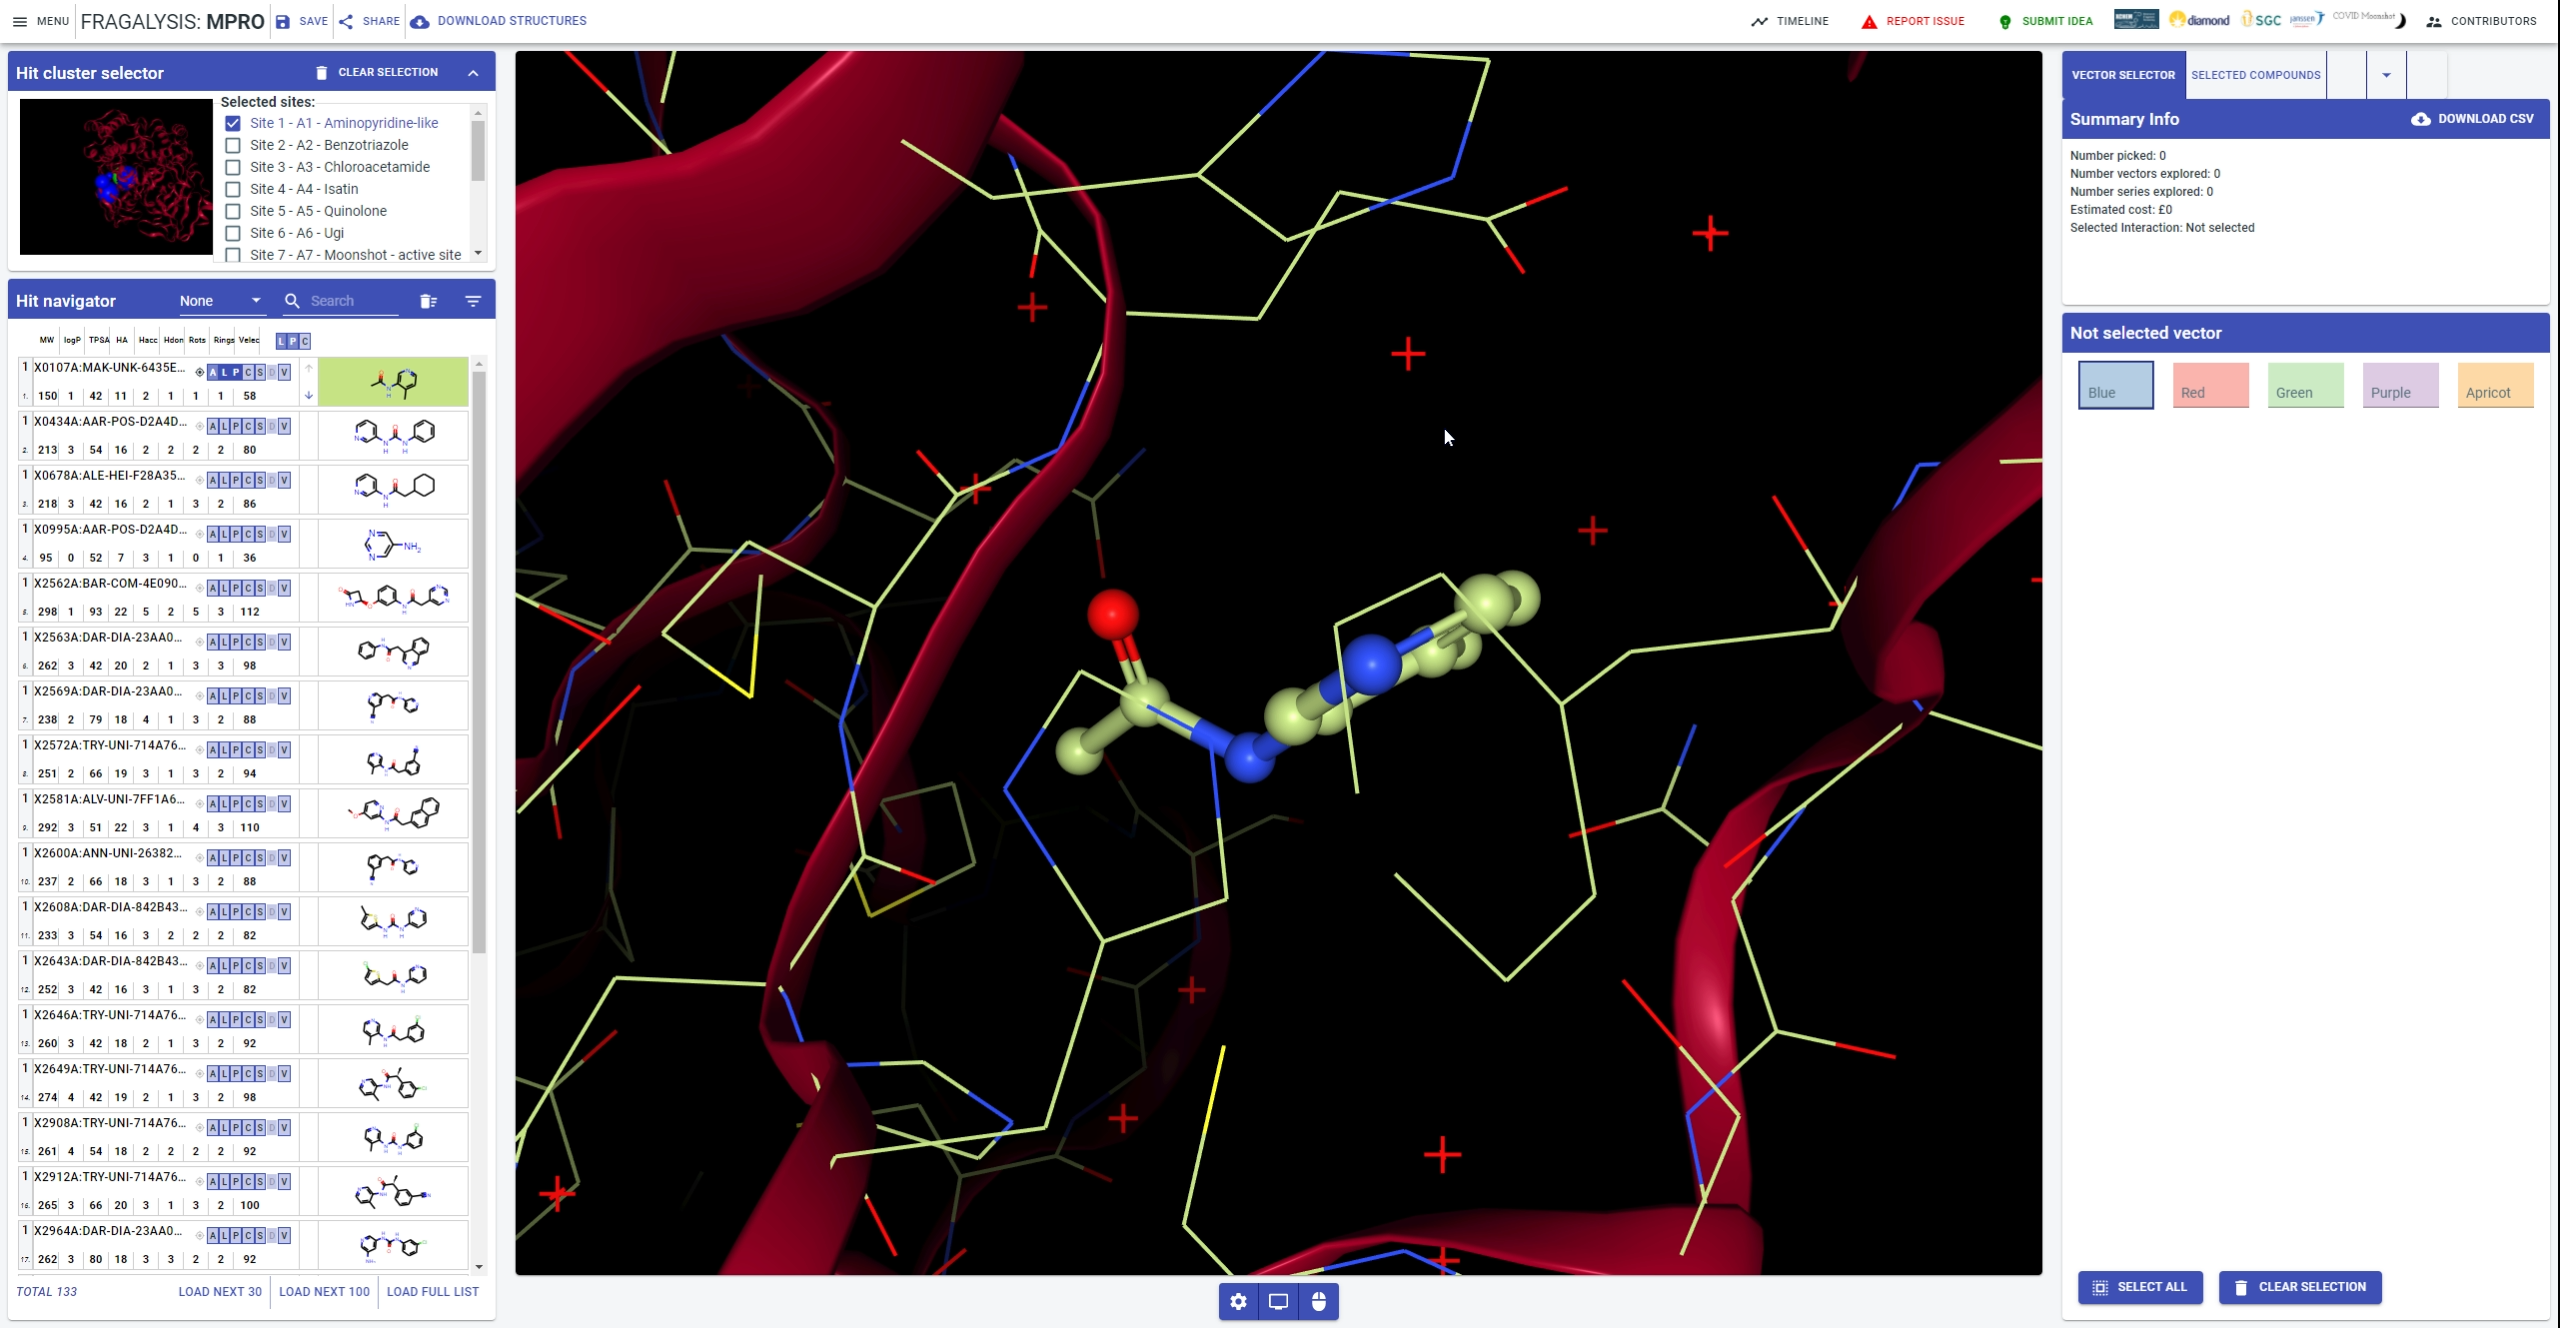 MENU
FRAGALYSIS: MPRO
SAVE
SHARE
DOWNLOAD STRUCTURES
TIMELINE
REPORT ISSUE
SUBMIT IDEA
diamond
SGC
janssen
COVID Moonshot
CONTRIBUTORS
Hit cluster selector
CLEAR SELECTION
Selected sites:
Site 1 - A1 - Aminopyridine-like
Site 2 - A2 - Benzotriazole
Site 3 - A3 - Chloroacetamide
Site 4 - A4 - Isatin
Site 5 - A5 - Quinolone
Site 6 - A6 - Ugi
Site 7 - A7 - Moonshot - active site
Hit navigator
None
Search
MW logP TPSA HA Hacc Hdon Rots Rings Velec L P C
1 X0107A:MAK-UNK-6435E... A L P C S D V
1. 150 1 42 11 2 1 1 1 58
1 X0434A:AAR-POS-D2A4D... A L P C S D V
2. 213 3 54 16 2 2 2 2 80
1 X0678A:ALE-HEI-F28A35... A L P C S D V
3. 218 3 42 16 2 1 3 2 86
1 X0995A:AAR-POS-D2A4D... A L P C S D V
4. 95 0 52 7 3 1 0 1 36
1 X2562A:BAR-COM-4E090... A L P C S D V
5. 298 1 93 22 5 2 5 3 112
1 X2563A:DAR-DIA-23AA0... A L P C S D V
6. 262 3 42 20 2 1 3 3 98
1 X2569A:DAR-DIA-23AA0... A L P C S D V
7. 238 2 79 18 4 1 3 2 88
1 X2572A:TRY-UNI-714A76... A L P C S D V
8. 251 2 66 19 3 1 3 2 94
1 X2581A:ALV-UNI-7FF1A6... A L P C S D V
9. 292 3 51 22 3 1 4 3 110
1 X2600A:ANN-UNI-26382... A L P C S D V
10. 237 2 66 18 3 1 3 2 88
1 X2608A:DAR-DIA-842B43... A L P C S D V
11. 233 3 54 16 3 2 2 2 82
1 X2643A:DAR-DIA-842B43... A L P C S D V
12. 252 3 42 16 3 1 3 2 82
1 X2646A:TRY-UNI-714A76... A L P C S D V
13. 260 3 42 18 2 1 3 2 92
1 X2649A:TRY-UNI-714A76... A L P C S D V
14. 274 4 42 19 2 1 3 2 98
1 X2908A:TRY-UNI-714A76... A L P C S D V
15. 261 4 54 18 2 2 2 2 92
1 X2912A:TRY-UNI-714A76... A L P C S D V
16. 265 3 66 20 3 1 3 2 100
1 X2964A:DAR-DIA-23AA0... A L P C S D V
17. 262 3 80 18 3 3 2 2 92
TOTAL 133
LOAD NEXT 30
LOAD NEXT 100
LOAD FULL LIST
VECTOR SELECTOR
SELECTED COMPOUNDS
Summary Info
DOWNLOAD CSV
Number picked: 0
Number vectors explored: 0
Number series explored: 0
Estimated cost: £0
Selected Interaction: Not selected
Not selected vector
Blue
Red
Green
Purple
Apricot
SELECT ALL
CLEAR SELECTION